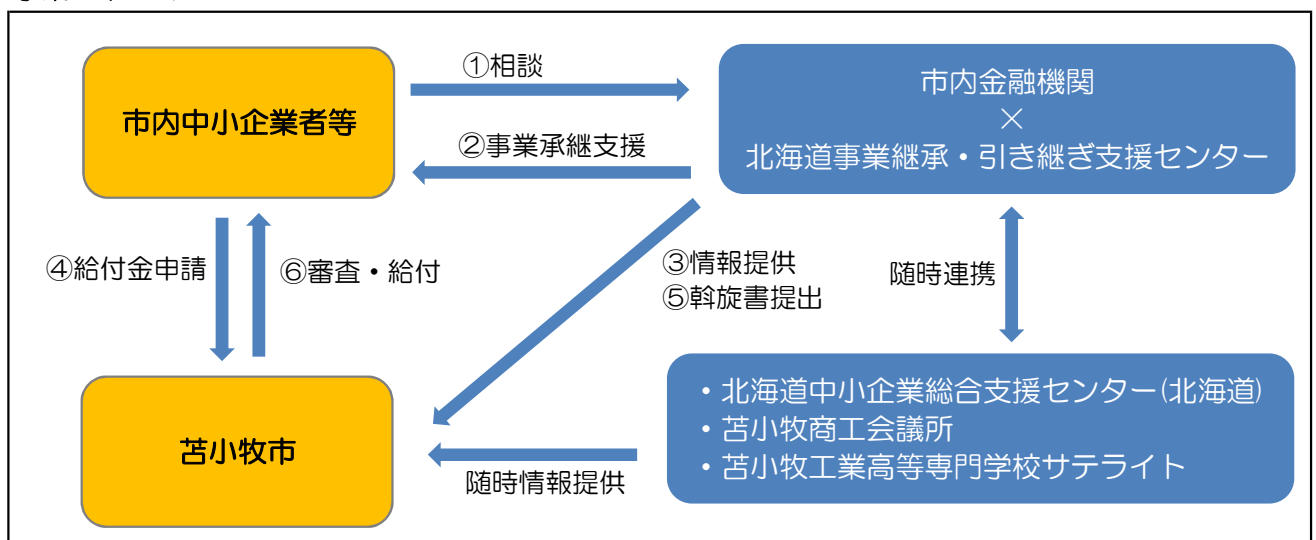 ①相談
市内中小企業者等
市内金融機関
×
北海道事業継承・引き継ぎ支援センター
②事業承継支援
④給付金申請
⑥審査・給付
③情報提供
⑤斡旋書提出
随時連携
苫小牧市
・北海道中小企業総合支援センター(北海道)
・苫小牧商工会議所
・苫小牧工業高等専門学校サテライト
随時情報提供